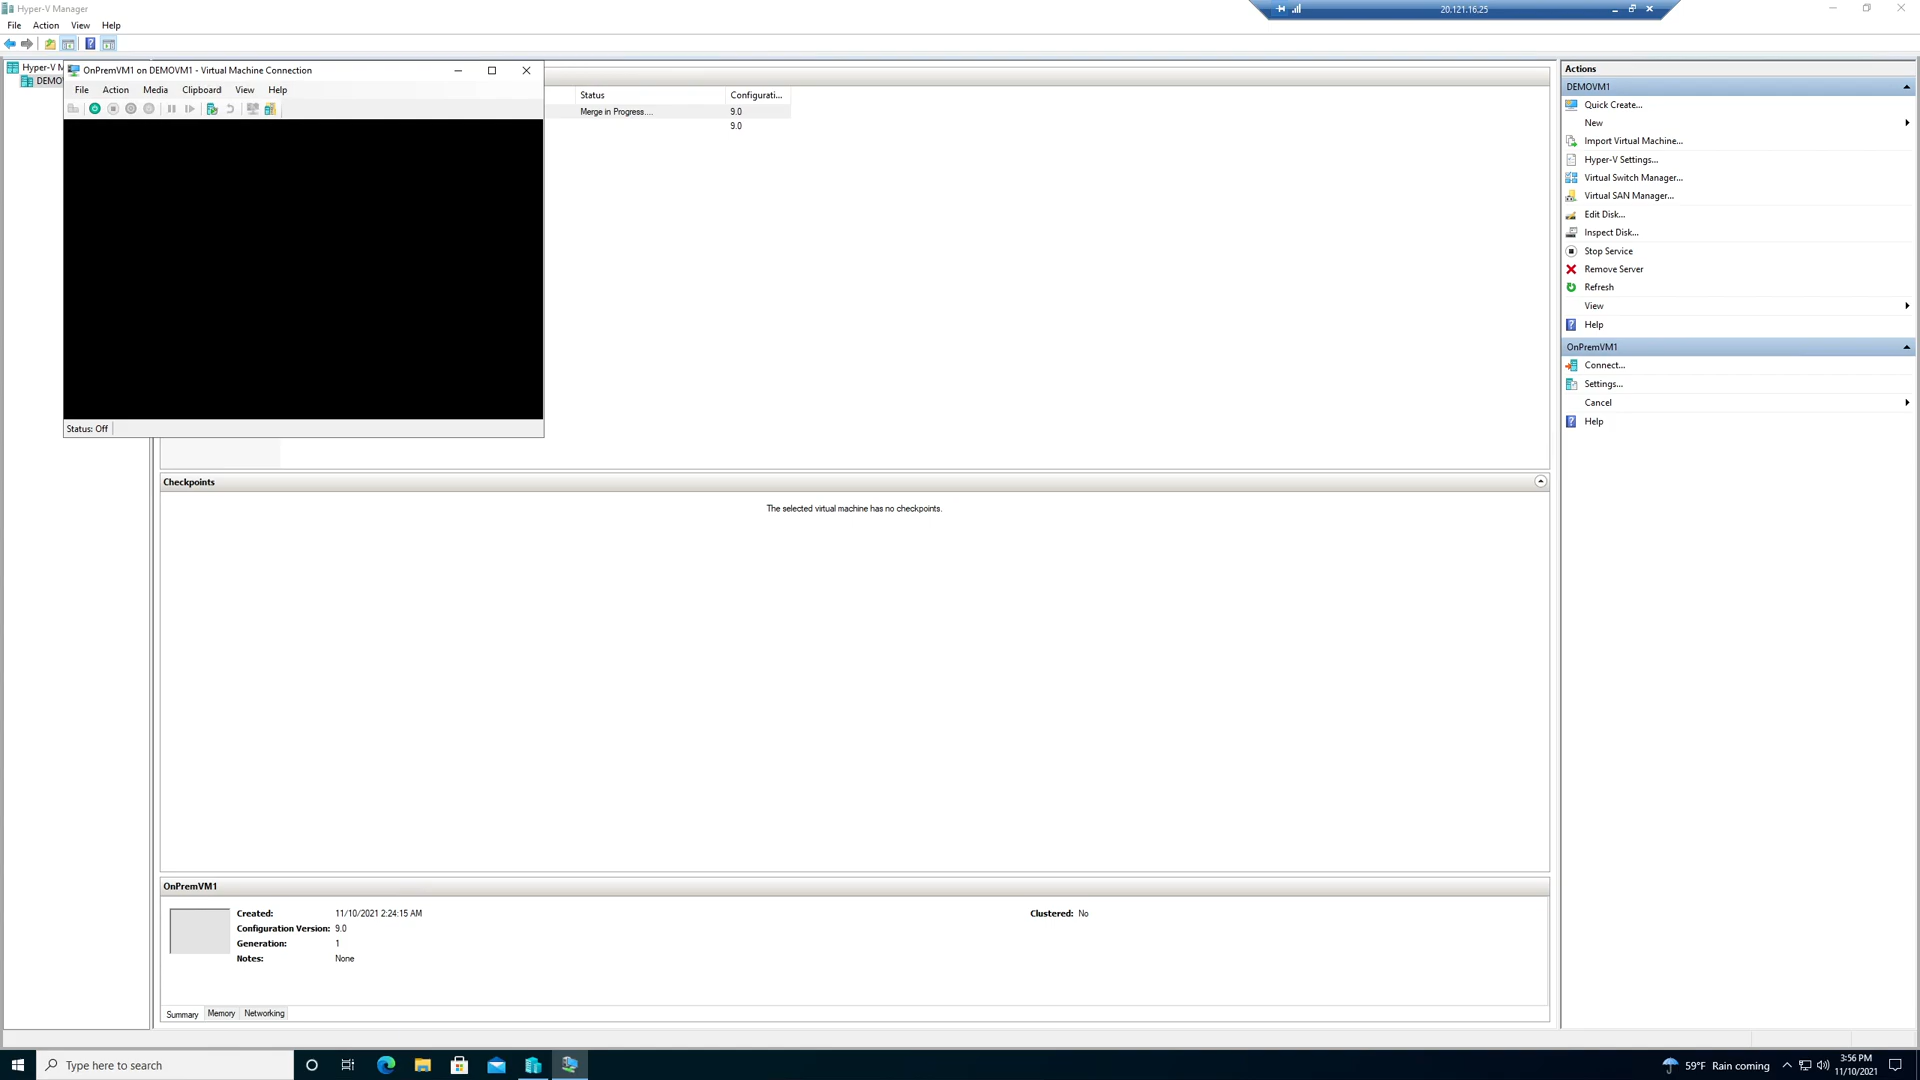 Hyper-V Manager
20.121.16.25
File Action View Help
Hyper-V M
DEMO
OnPremVM1 on DEMOVM1 - Virtual Machine Connection
File Action Media Clipboard View Help
Status: Off
Status Configurati...
Merge in Progress.... 9.0
9.0
Checkpoints
The selected virtual machine has no checkpoints.
OnPremVM1
Created: 11/10/2021 2:24:15 AM Clustered: No
Configuration Version: 9.0
Generation: 1
Notes: None
Summary Memory Networking
Actions
DEMOVM1
Quick Create...
New
Import Virtual Machine...
Hyper-V Settings...
Virtual Switch Manager...
Virtual SAN Manager...
Edit Disk...
Inspect Disk...
Stop Service
Remove Server
Refresh
View
Help
OnPremVM1
Connect...
Settings...
Cancel
Help
Type here to search
59°F Rain coming
3:56 PM
11/10/2021